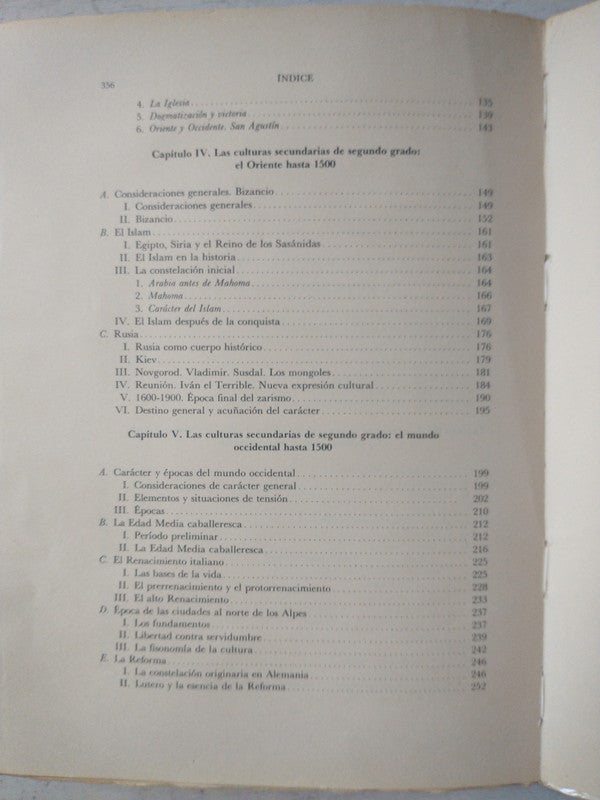 356
ÍNDICE
4. La Iglesia 135
5. Dogmatización y victoria 139
6. Oriente y Occidente. San Agustín 143
Capítulo IV. Las culturas secundarias de segundo grado:
el Oriente hasta 1500
A. Consideraciones generales. Bizancio 149
I. Consideraciones generales 149
II. Bizancio 152
B. El Islam 161
I. Egipto, Siria y el Reino de los Sasánidas 161
II. El Islam en la historia 163
III. La constelación inicial 164
1. Arabia antes de Mahoma 164
2. Mahoma 166
3. Carácter del Islam 167
IV. El Islam después de la conquista 169
C. Rusia 176
I. Rusia como cuerpo histórico 176
II. Kiev 179
III. Novgorod. Vladimir. Susdal. Los mongoles 181
IV. Reunión. Iván el Terrible. Nueva expresión cultural 184
V. 1600-1900. Época final del zarismo 190
VI. Destino general y acuñación del carácter 195
Capítulo V. Las culturas secundarias de segundo grado: el mundo
occidental hasta 1500
A. Carácter y épocas del mundo occidental 199
I. Consideraciones de carácter general 199
II. Elementos y situaciones de tensión 202
III. Épocas 210
B. La Edad Media caballeresca 212
I. Período preliminar 212
II. La Edad Media caballeresca 216
C. El Renacimiento italiano 225
I. Las bases de la vida 225
II. El prerrenacimiento y el protorrenacimiento 228
III. El alto Renacimiento 233
D. Época de las ciudades al norte de los Alpes 237
I. Los fundamentos 237
II. Libertad contra servidumbre 239
III. La fisonomía de la cultura 242
E. La Reforma 246
I. La constelación originaria en Alemania 246
II. Lutero y la esencia de la Reforma 252